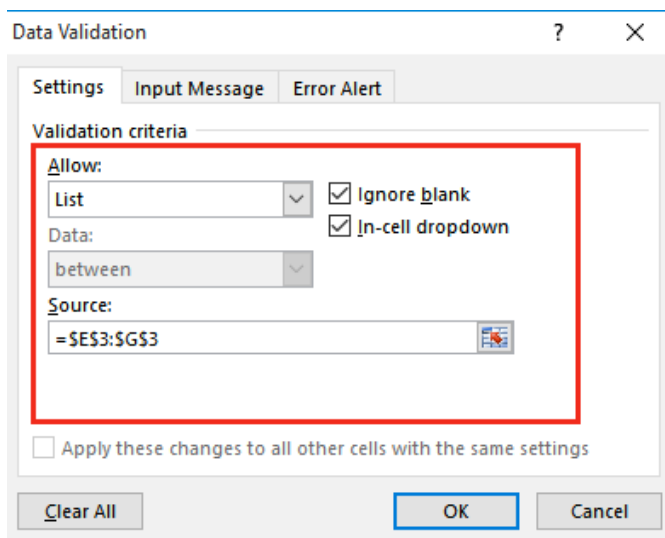 Data Validation ?
Settings Input Message Error Alert
Validation criteria
Allow:
List
Ignore blank
In-cell dropdown
Data:
between
Source:
=$E$3:$G$3
Apply these changes to all other cells with the same settings
Clear All OK Cancel